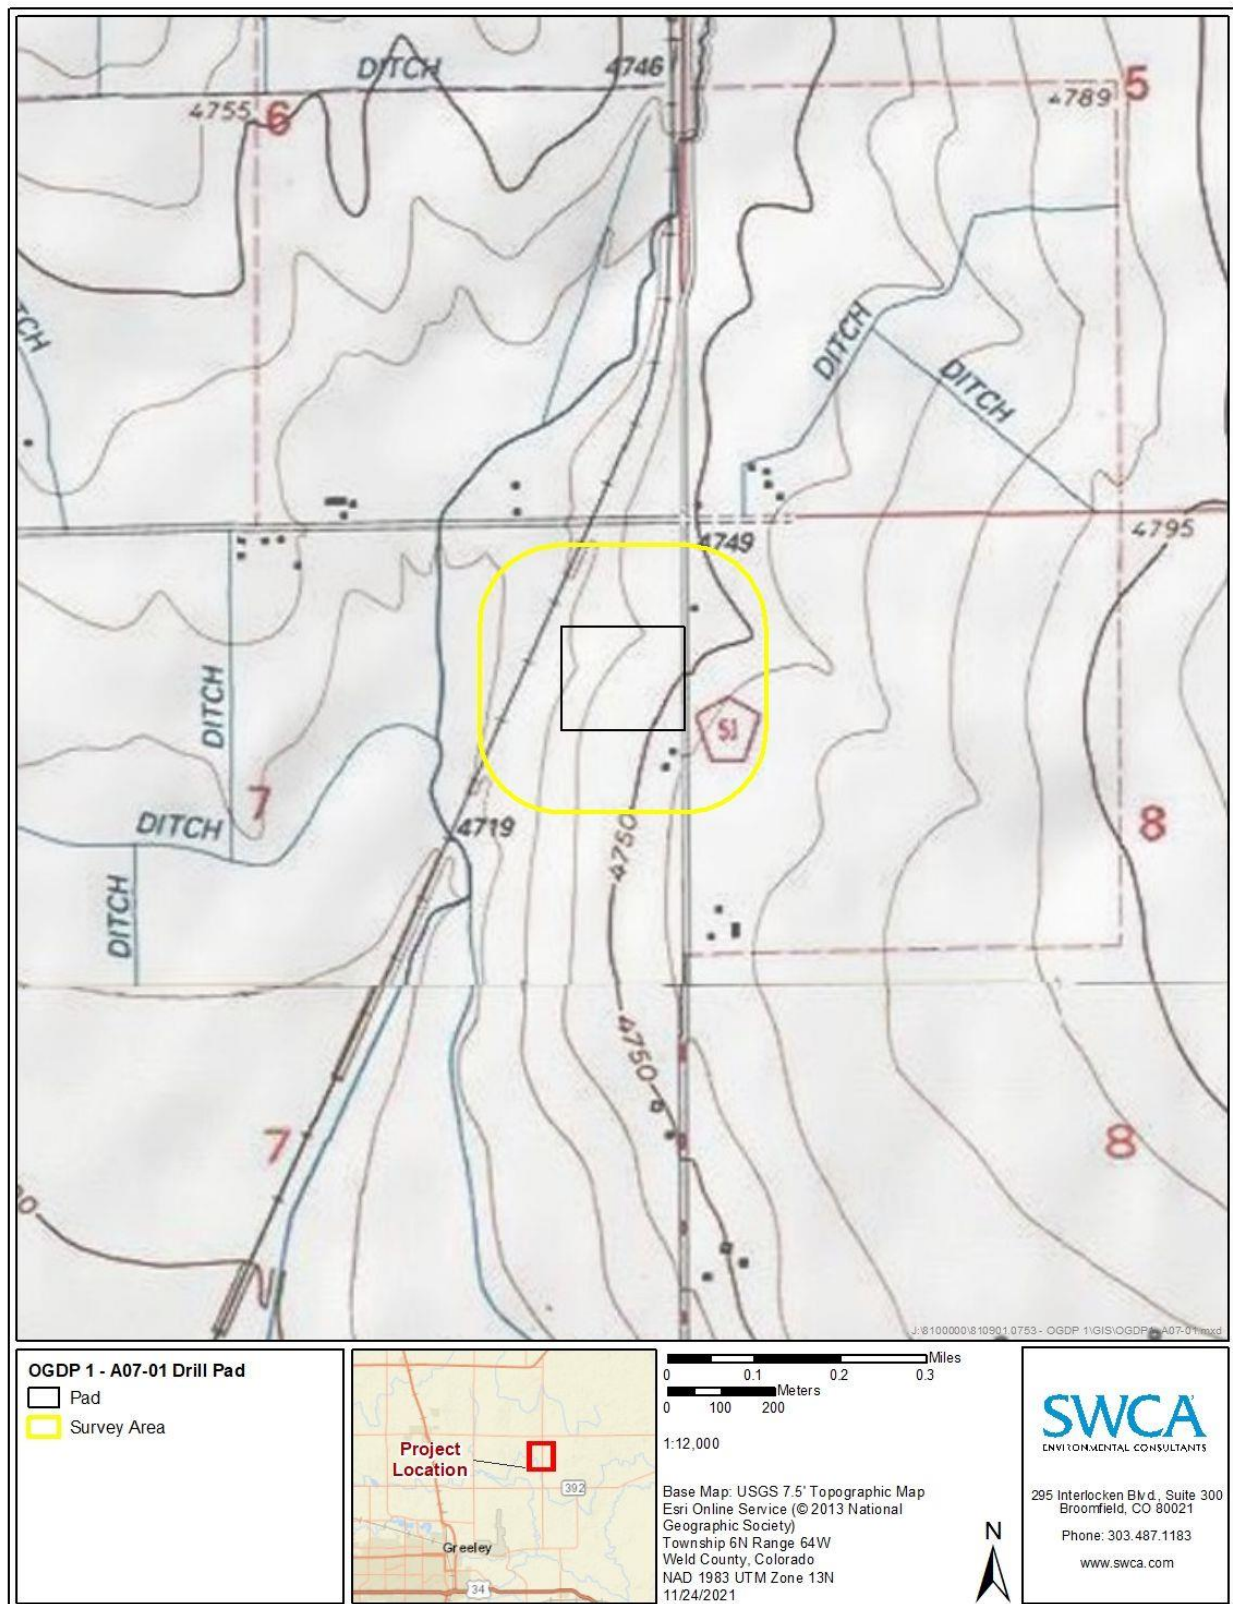 DITCH
4746
5
4755
6
4789
TCH
DITCH
DITCH
4749
4795
DITCH
51
7
DITCH
4719
4750
8
DITCH
4750
7
8
J:\8100000\810901.0753 - OGDP 1\GIS\OGDP1_A07-01.mxd
OGDP 1 - A07-01 Drill Pad
Pad
Survey Area
Project
Location
392
Greeley
34
Miles
0 0.1 0.2 0.3
Meters
0 100 200
1:12,000
Base Map: USGS 7.5' Topographic Map
Esri Online Service (© 2013 National
Geographic Society)
Township 6N Range 64W
Weld County, Colorado
NAD 1983 UTM Zone 13N
11/24/2021
N
SWCA
ENVIRONMENTAL CONSULTANTS
295 Interlocken Blvd., Suite 300
Broomfield, CO 80021
Phone: 303.487.1183
www.swca.com